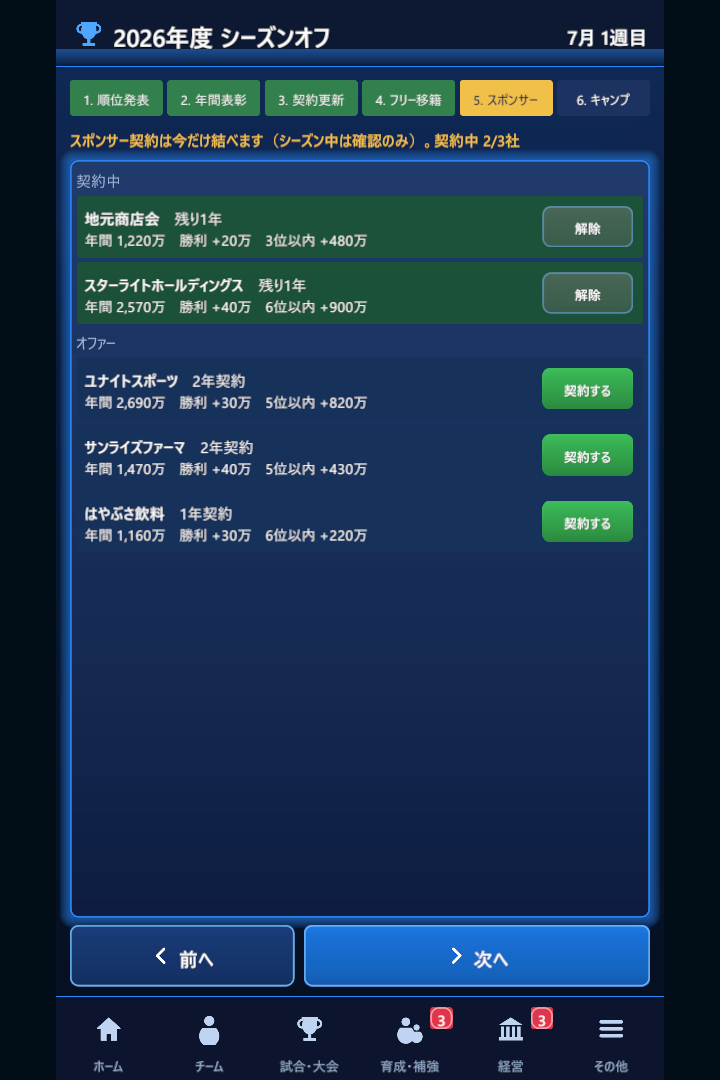 2026年度 シーズンオフ
7月 1週目
1. 順位発表
2. 年間表彰
3. 契約更新
4. フリー移籍
5. スポンサー
6. キャンプ
スポンサー契約は今だけ結べます（シーズン中は確認のみ）。契約中 2/3社
契約中
地元商店会 残り1年
年間 1,220万 勝利 +20万 3位以内 +480万
解除
スターライトホールディングス 残り1年
年間 2,570万 勝利 +40万 6位以内 +900万
解除
オファー
ユナイトスポーツ 2年契約
年間 2,690万 勝利 +30万 5位以内 +820万
契約する
サンライズファーマ 2年契約
年間 1,470万 勝利 +40万 5位以内 +430万
契約する
はやぶさ飲料 1年契約
年間 1,160万 勝利 +30万 6位以内 +220万
契約する
前へ
次へ
3
3
ホーム
チーム
試合・大会
育成・補強
経営
その他